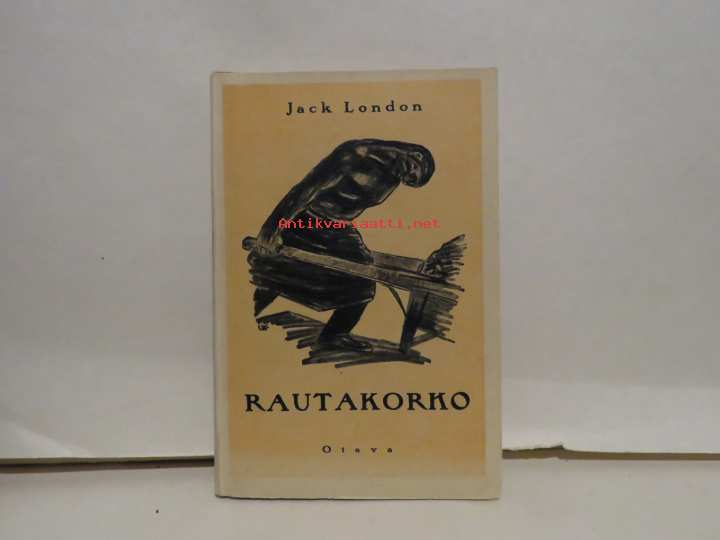 Jack London
Antikvariaatti.net
RAUTAKORKO
Otava